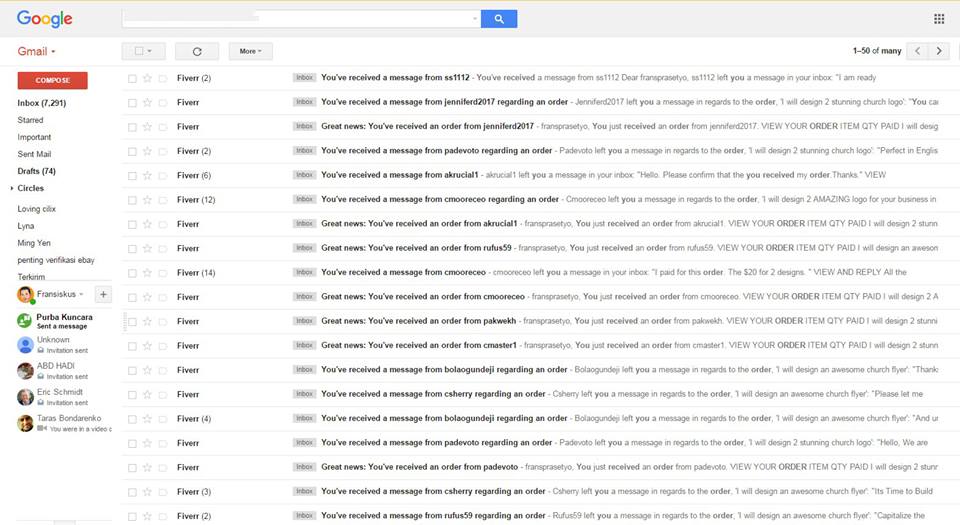 Google
Gmail
More
1–50 of many
COMPOSE
Inbox (7,291)
Starred
Important
Sent Mail
Drafts (74)
Circles
Loving cilix
Lyna
Ming Yen
penting verifikasi ebay
Terkirim
Fransiskus
+
Purba Kuncara
Sent a message
Unknown
Invitation sent
ABD HADI
Invitation sent
Eric Schmidt
Invitation sent
Taras Bondarenko
You were in a video c
Fiverr (2) Inbox You've received a message from ss1112 - You've received a message from ss1112 Dear fransprasetyo, ss1112 left you a message in your inbox: "I am ready
Fiverr Inbox You've received a message from jenniferd2017 regarding an order - Jenniferd2017 left you a message in regards to the order, 'I will design 2 stunning church logo': "You ca
Fiverr Inbox Great news: You've received an order from jenniferd2017 - fransprasetyo, You just received an order from jenniferd2017. VIEW YOUR ORDER ITEM QTY PAID I will desig
Fiverr (2) Inbox You've received a message from padevoto regarding an order - Padevoto left you a message in regards to the order, 'I will design 2 stunning church logo': "Perfect in Englis
Fiverr (6) Inbox You've received a message from akrucial1 - akrucial1 left you a message in your inbox: "Hello. Please confirm that the you received my order.Thanks." VIEW
Fiverr (12) Inbox You've received a message from cmooreceo regarding an order - Cmooreceo left you a message in regards to the order, 'I will design 2 AMAZING logo for your business in
Fiverr Inbox Great news: You've received an order from akrucial1 - fransprasetyo, You just received an order from akrucial1. VIEW YOUR ORDER ITEM QTY PAID I will design 2 stunn
Fiverr Inbox Great news: You've received an order from rufus59 - fransprasetyo, You just received an order from rufus59. VIEW YOUR ORDER ITEM QTY PAID I will design an awesom
Fiverr (14) Inbox You've received a message from cmooreceo - cmooreceo left you a message in your inbox: "I paid for this order. The $20 for 2 designs. " VIEW AND REPLY All the
Fiverr Inbox Great news: You've received an order from cmooreceo - fransprasetyo, You just received an order from cmooreceo. VIEW YOUR ORDER ITEM QTY PAID I will design 2 A
Fiverr Inbox Great news: You've received an order from pakwekh - fransprasetyo, You just received an order from pakwekh. VIEW YOUR ORDER ITEM QTY PAID I will design 2 stunni
Fiverr Inbox Great news: You've received an order from cmaster1 - fransprasetyo, You just received an order from cmaster1. VIEW YOUR ORDER ITEM QTY PAID I will design 2 stunn
Fiverr Inbox You've received a message from bolaogundeji regarding an order - Bolaogundeji left you a message in regards to the order, 'I will design an awesome church flyer': "Thanks
Fiverr Inbox You've received a message from csherry regarding an order - Csherry left you a message in regards to the order, 'I will design an awesome church flyer': "Please let me
Fiverr (4) Inbox You've received a message from bolaogundeji regarding an order - Bolaogundeji left you a message in regards to the order, 'I will design an awesome church flyer': "And ur
Fiverr Inbox You've received a message from padevoto regarding an order - Padevoto left you a message in regards to the order, 'I will design 2 stunning church logo': "Hello, We are
Fiverr Inbox Great news: You've received an order from padevoto - fransprasetyo, You just received an order from padevoto. VIEW YOUR ORDER ITEM QTY PAID I will design 2 stunr
Fiverr (3) Inbox You've received a message from csherry regarding an order - Csherry left you a message in regards to the order, 'I will design an awesome church flyer': "Its Time to Build
Fiverr (2) Inbox You've received a message from rufus59 regarding an order - Rufus59 left you a message in regards to the order, 'I will design an awesome church flyer': "Capitalize the